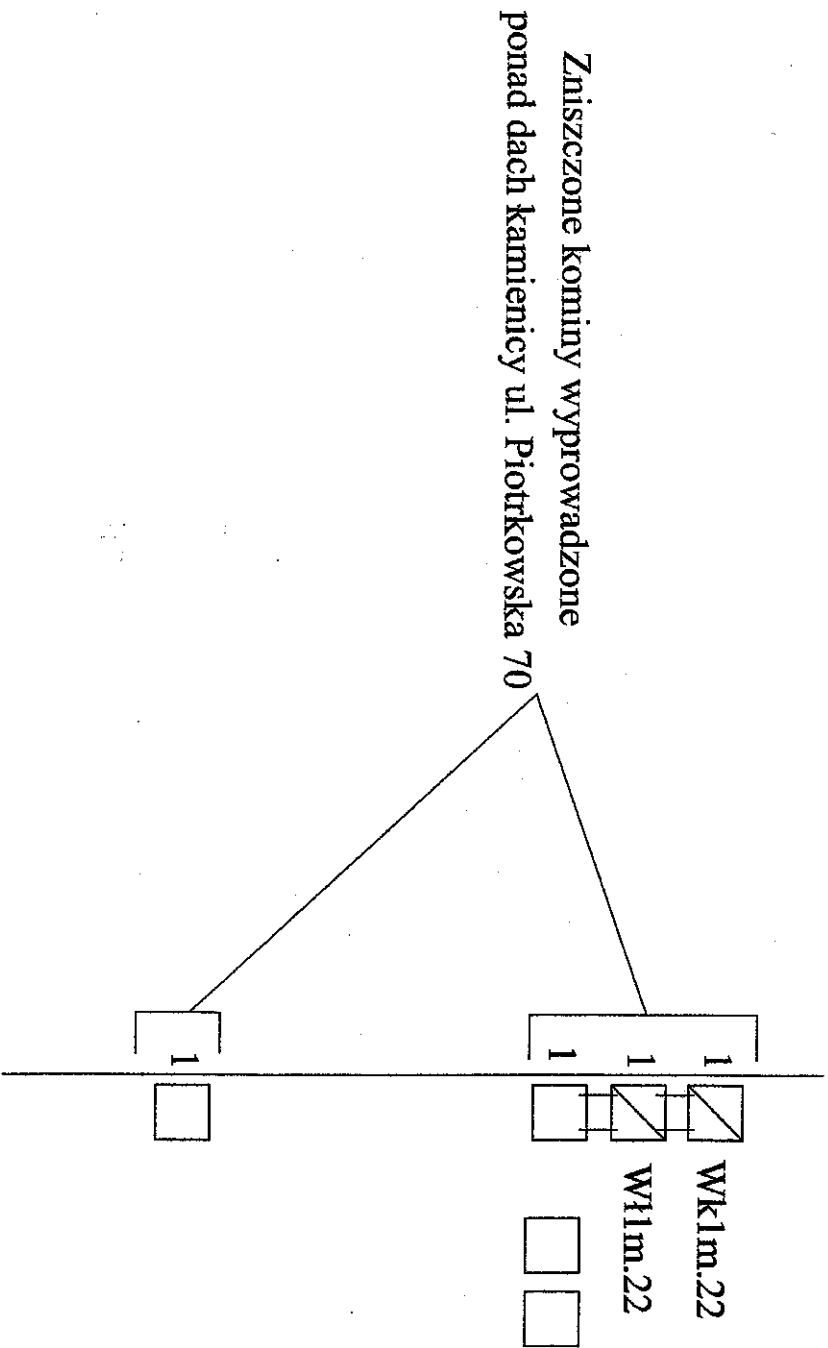 Zniszczone kominy wyprowadzone
ponad dach kamienicy ul. Piotrkowska 70
1
1
1
1
Wk1m.22
Wł1m.22